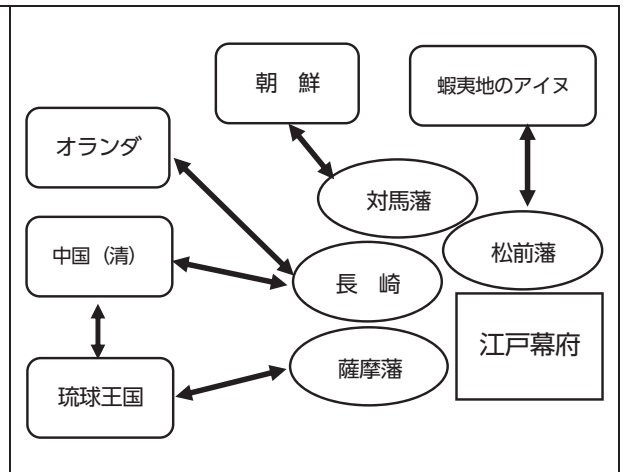 朝　鮮
蝦夷地のアイヌ
オランダ
対馬藩
中国（清）
松前藩
長　崎
江戸幕府
薩摩藩
琉球王国